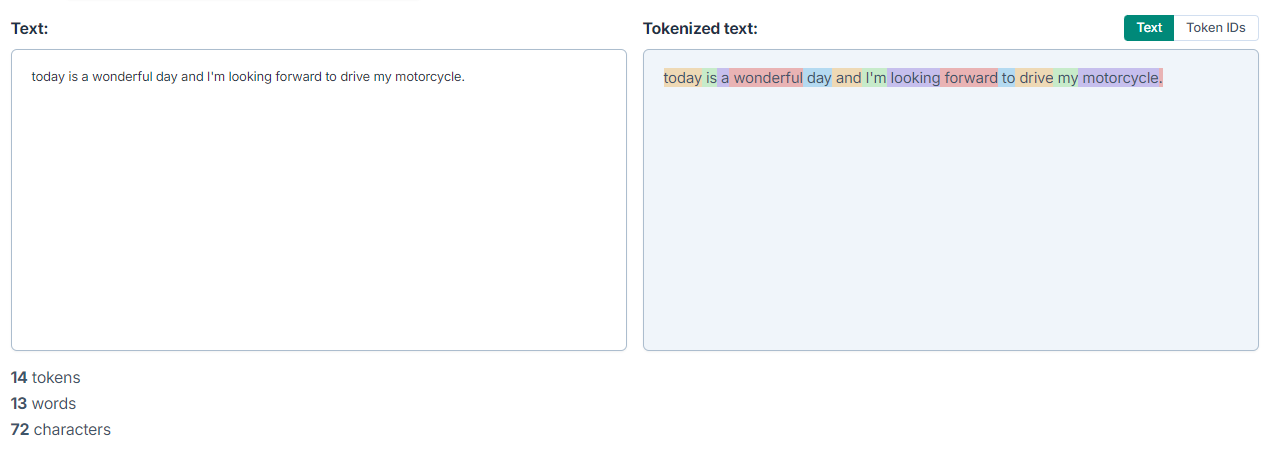 Text:
Tokenized text:
Text Token IDs
today is a wonderful day and I'm looking forward to drive my motorcycle.
today is a wonderful day and I'm looking forward to drive my motorcycle.
14 tokens
13 words
72 characters